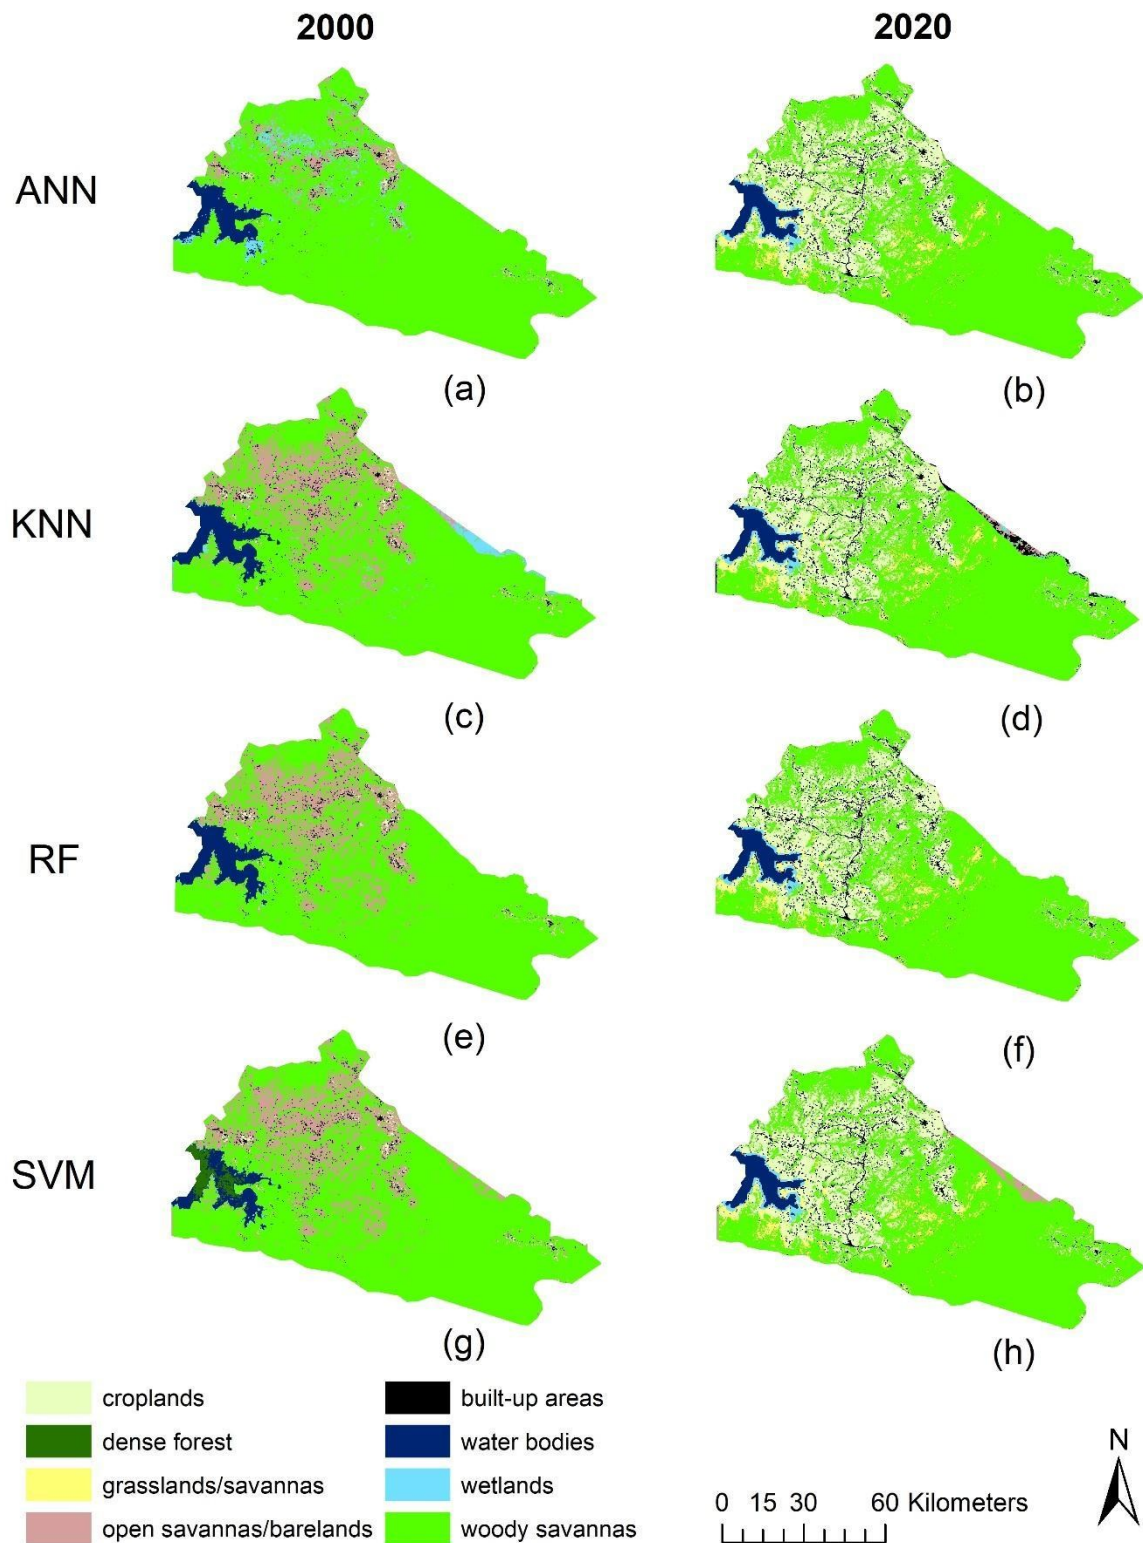 2000 2020
ANN
(a) (b)
KNN
(c) (d)
RF
(e) (f)
SVM
(g) (h)
croplands built-up areas
dense forest water bodies
grasslands/savannas wetlands
open savannas/barelands woody savannas
0 15 30 60 Kilometers
N